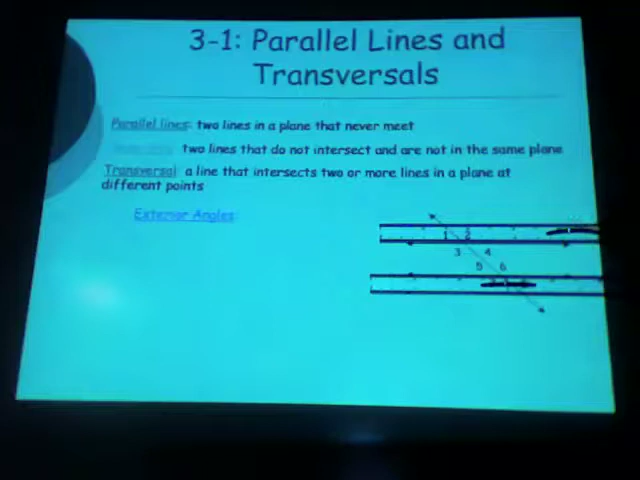 3-1: Parallel Lines and
Transversals
Parallel lines: two lines in a plane that never meet
two lines that do not intersect and are not in the same plane
Transversal: a line that intersects two or more lines in a plane at
different points
Exterior Angles:
1 2
3 4
5 6